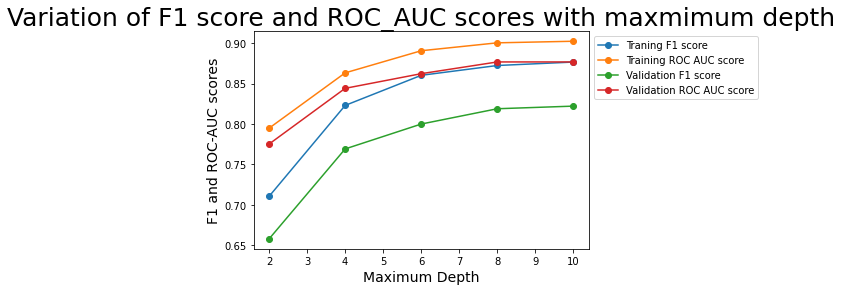 Variation of F1 score and ROC_AUC scores with maxmimum depth
F1 and ROC-AUC scores
0.90
0.85
0.80
0.75
0.70
0.65
2 3 4 5 6 7 8 9 10
Maximum Depth
Traning F1 score
Training ROC AUC score
Validation F1 score
Validation ROC AUC score